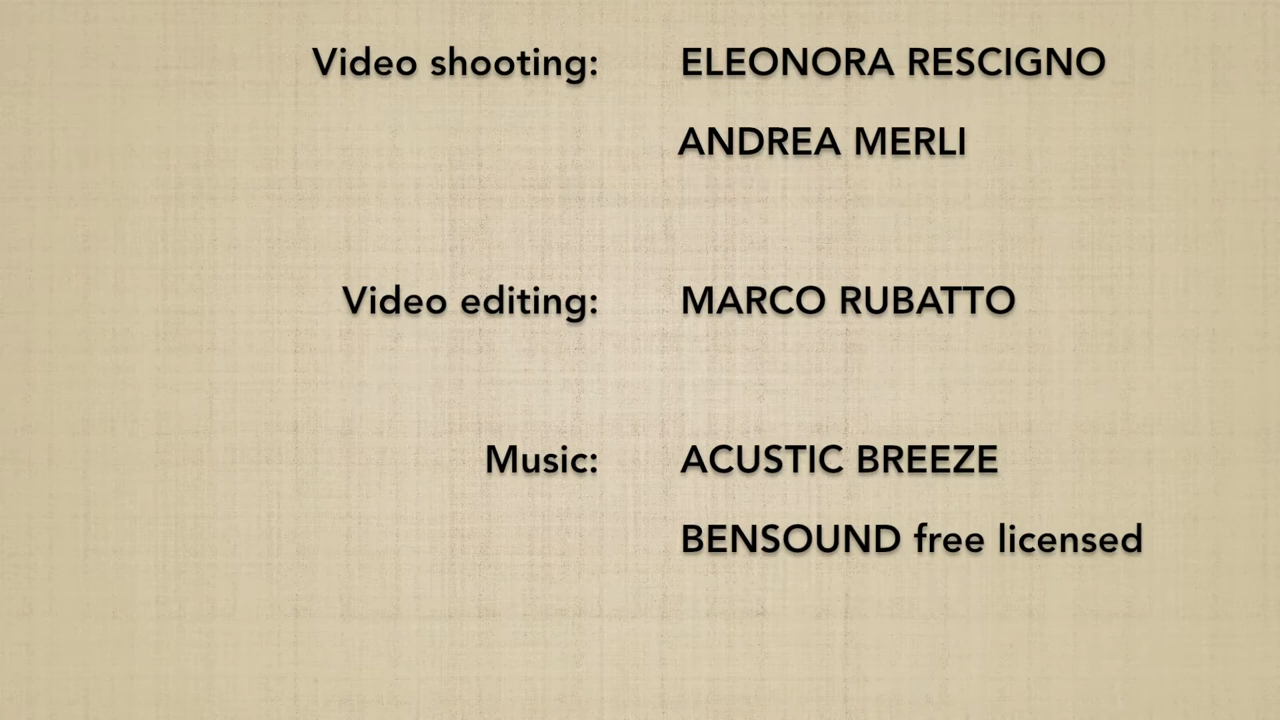 Video shooting: ELEONORA RESCIGNO
ANDREA MERLI
Video editing: MARCO RUBATTO
Music: ACUSTIC BREEZE
BENSOUND free licensed